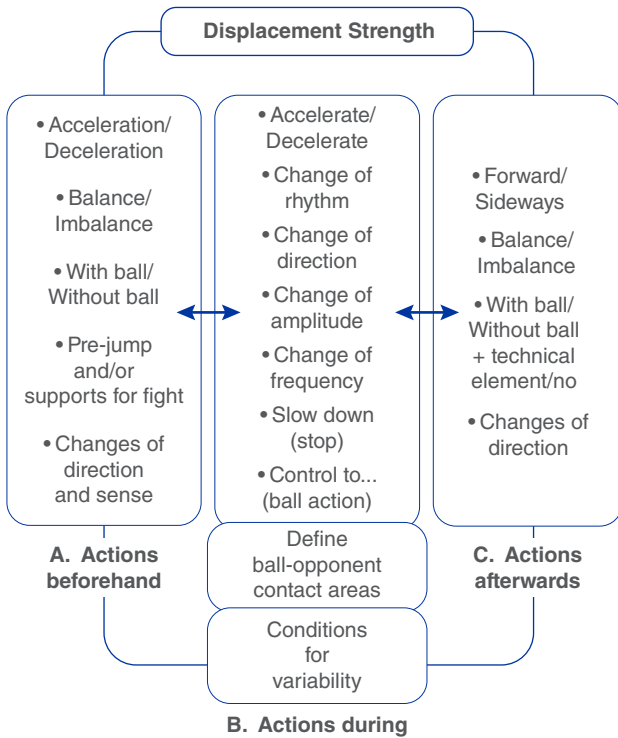 Displacement Strength
• Acceleration/
Deceleration
• Balance/
Imbalance
• With ball/
Without ball
• Pre-jump
and/or
supports for fight
• Changes of
direction
and sense
A. Actions
beforehand
• Accelerate/
Decelerate
• Change of
rhythm
• Change of
direction
• Change of
amplitude
• Change of
frequency
• Slow down
(stop)
• Control to...
(ball action)
Define
ball-opponent
contact areas
Conditions
for
variability
B. Actions during
• Forward/
Sideways
• Balance/
Imbalance
• With ball/
Without ball
+ technical
element/no
• Changes of
direction
C. Actions
afterwards